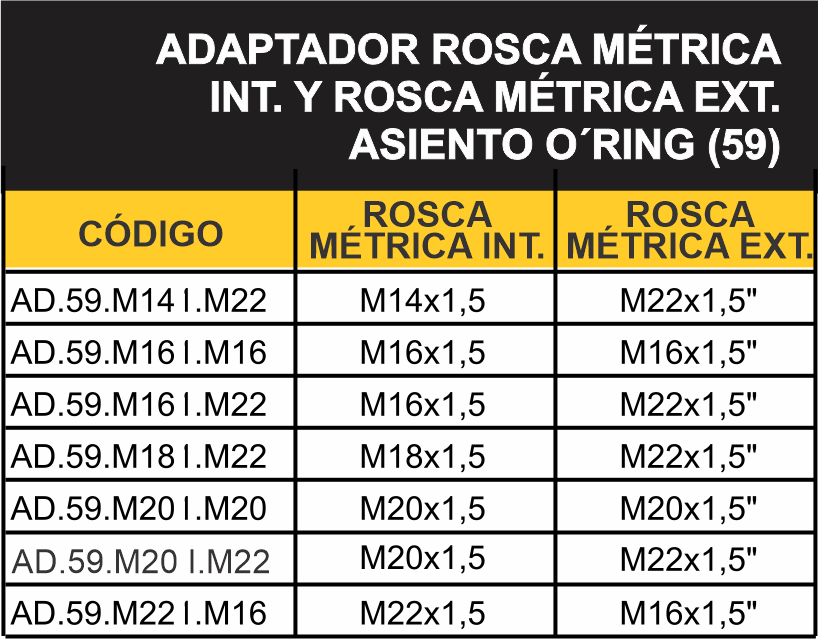 ADAPTADOR ROSCA MÉTRICA
INT. Y ROSCA MÉTRICA EXT.
ASIENTO O´RING (59)
CÓDIGO
ROSCA
MÉTRICA INT.
ROSCA
MÉTRICA EXT.
AD.59.M14 I.M22 M14x1,5 M22x1,5"
AD.59.M16 I.M16 M16x1,5 M16x1,5"
AD.59.M16 I.M22 M16x1,5 M22x1,5"
AD.59.M18 I.M22 M18x1,5 M22x1,5"
AD.59.M20 I.M20 M20x1,5 M20x1,5"
AD.59.M20 I.M22 M20x1,5 M22x1,5"
AD.59.M22 I.M16 M22x1,5 M16x1,5"